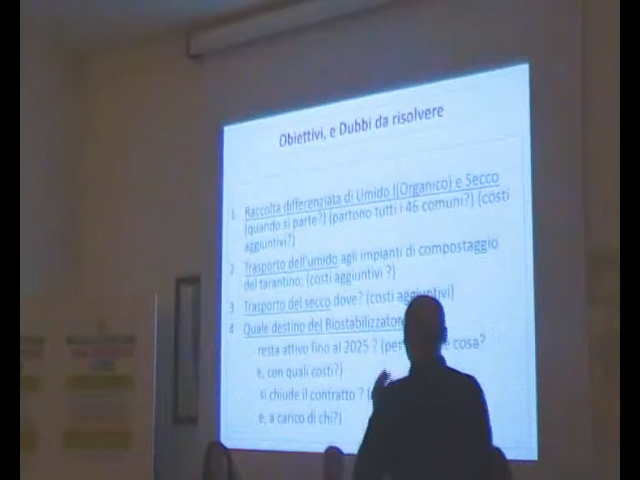 Obiettivi, e Dubbi da risolvere
1 Raccolta differenziata di Umido I(Organico) e Secco
(quando si parte?) (partono tutti i 46 comuni?) (costi
aggiuntivi?)
2 Trasporto dell'umido agli impianti di compostaggio
del tarantino, (costi aggiuntivi ?)
3 Trasporto del secco dove? (costi aggiuntivi)
4 Quale destino del Biostabilizzatore
resta attivo fino al 2025 ? (per cosa?
e, con quali costi?)
si chiude il contratto ? (
e, a carico di chi?)